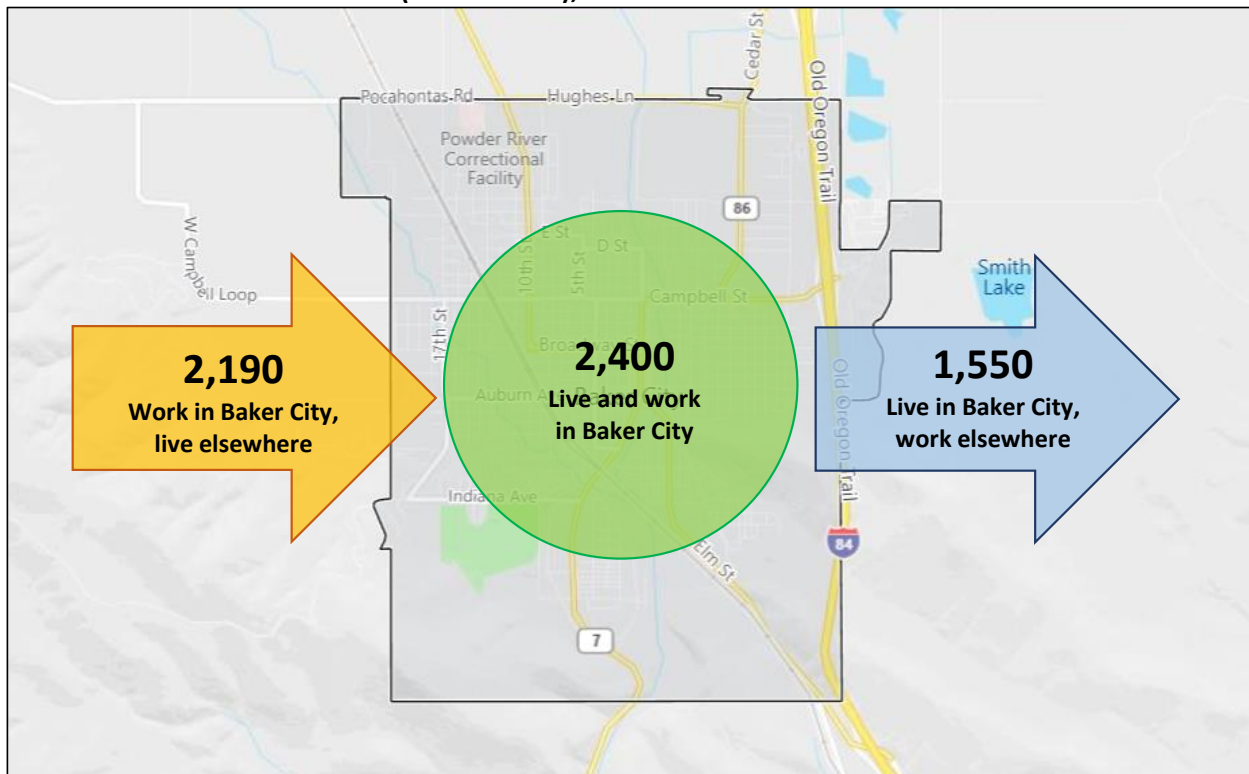 Cedar St
Pocahontas Rd
Hughes Ln
Old Oregon Trail
Powder River
Correctional
Facility
86
W Campbell Loop
E St
D St
10th St
5th St
Smith
Lake
Campbell St
17th St
2,190
Work in Baker City,
live elsewhere
2,400
Live and work
in Baker City
1,550
Live in Baker City,
work elsewhere
Old Oregon Trail
Indiana Ave
Elm St
84
7